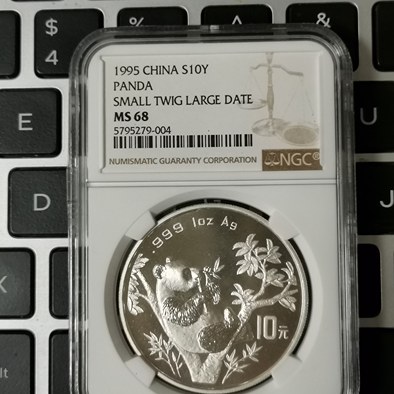 $
4
%
&
E
D
X
lt
U
J
1995 CHINA S10Y
PANDA
SMALL TWIG LARGE DATE
MS 68
5795279-004
NUMISMATIC GUARANTY CORPORATION
NGC®
.999 1oz Ag
10元